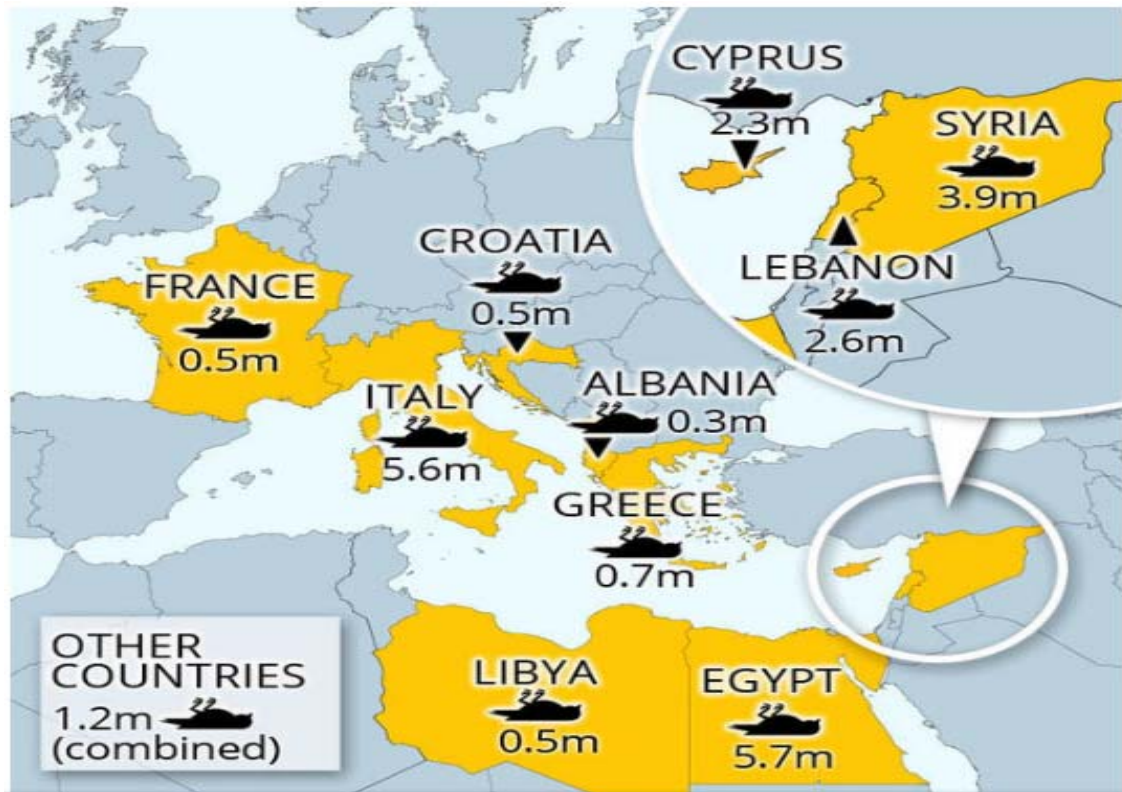 CYPRUS
2.3m
SYRIA
3.9m
LEBANON
2.6m
CROATIA
0.5m
FRANCE
0.5m
ITALY
5.6m
ALBANIA
0.3m
GREECE
0.7m
LIBYA
0.5m
EGYPT
5.7m
OTHER
COUNTRIES
1.2m
(combined)